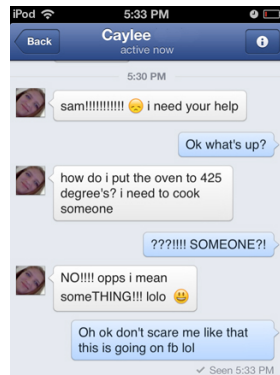 iPod 5:33 PM
Back Caylee
active now
5:30 PM
sam!!!!!!!!!!! 😞 i need your help
Ok what's up?
how do i put the oven to 425
degree's? i need to cook
someone
???!!!! SOMEONE?!
NO!!!! opps i mean
someTHING!!! lolo 😃
Oh ok don't scare me like that
this is going on fb lol
✓ Seen 5:33 PM